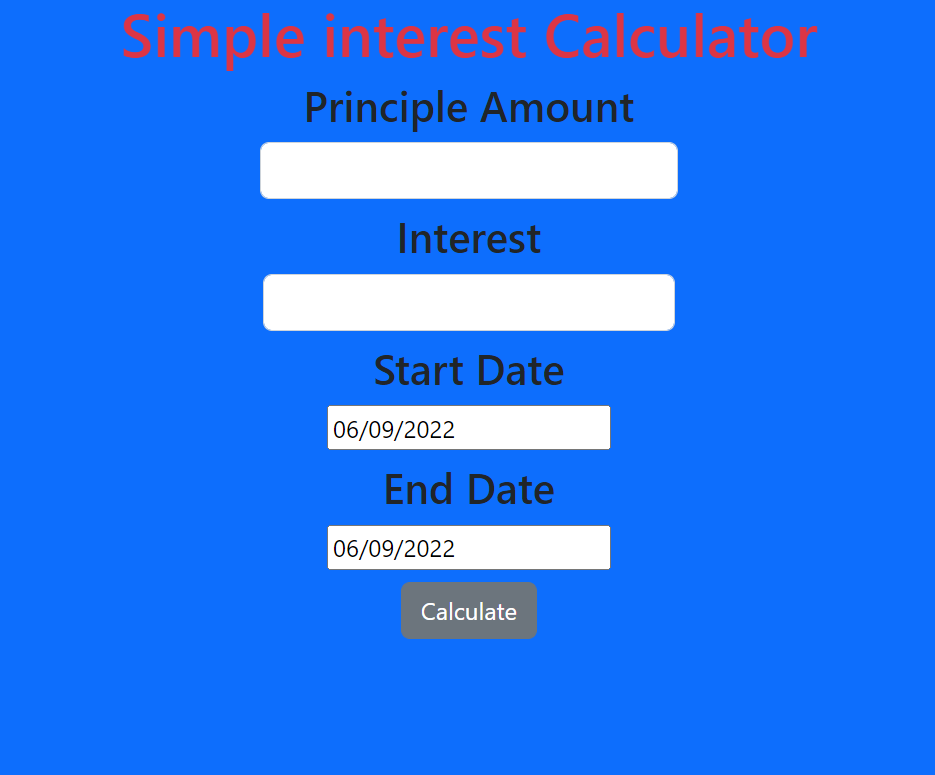 Simple interest Calculator
Principle Amount
Interest
Start Date
06/09/2022
End Date
06/09/2022
Calculate